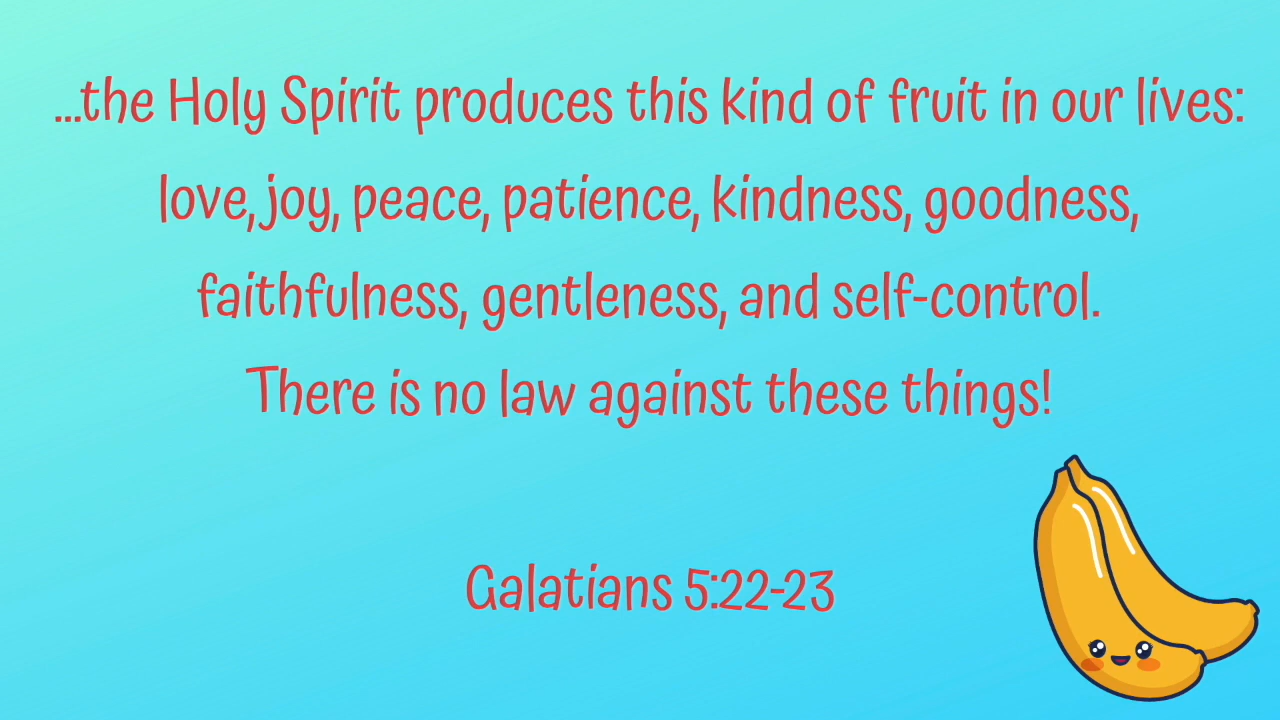 ...the Holy Spirit produces this kind of fruit in our lives:
love, joy, peace, patience, kindness, goodness,
faithfulness, gentleness, and self-control.
There is no law against these things!
Galatians 5:22-23